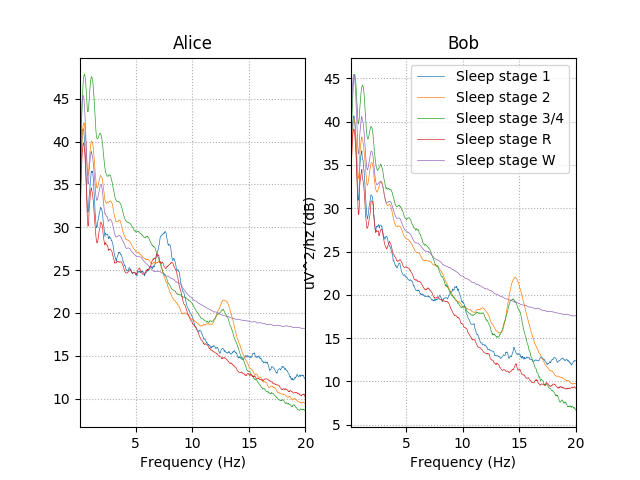 Alice
45
40
35
30
25
20
15
10
5
10
15
20
Frequency (Hz)
Bob
uV^2/hz (dB)
45
40
35
30
25
20
15
10
5
5
10
15
20
Frequency (Hz)
Sleep stage 1
Sleep stage 2
Sleep stage 3/4
Sleep stage R
Sleep stage W